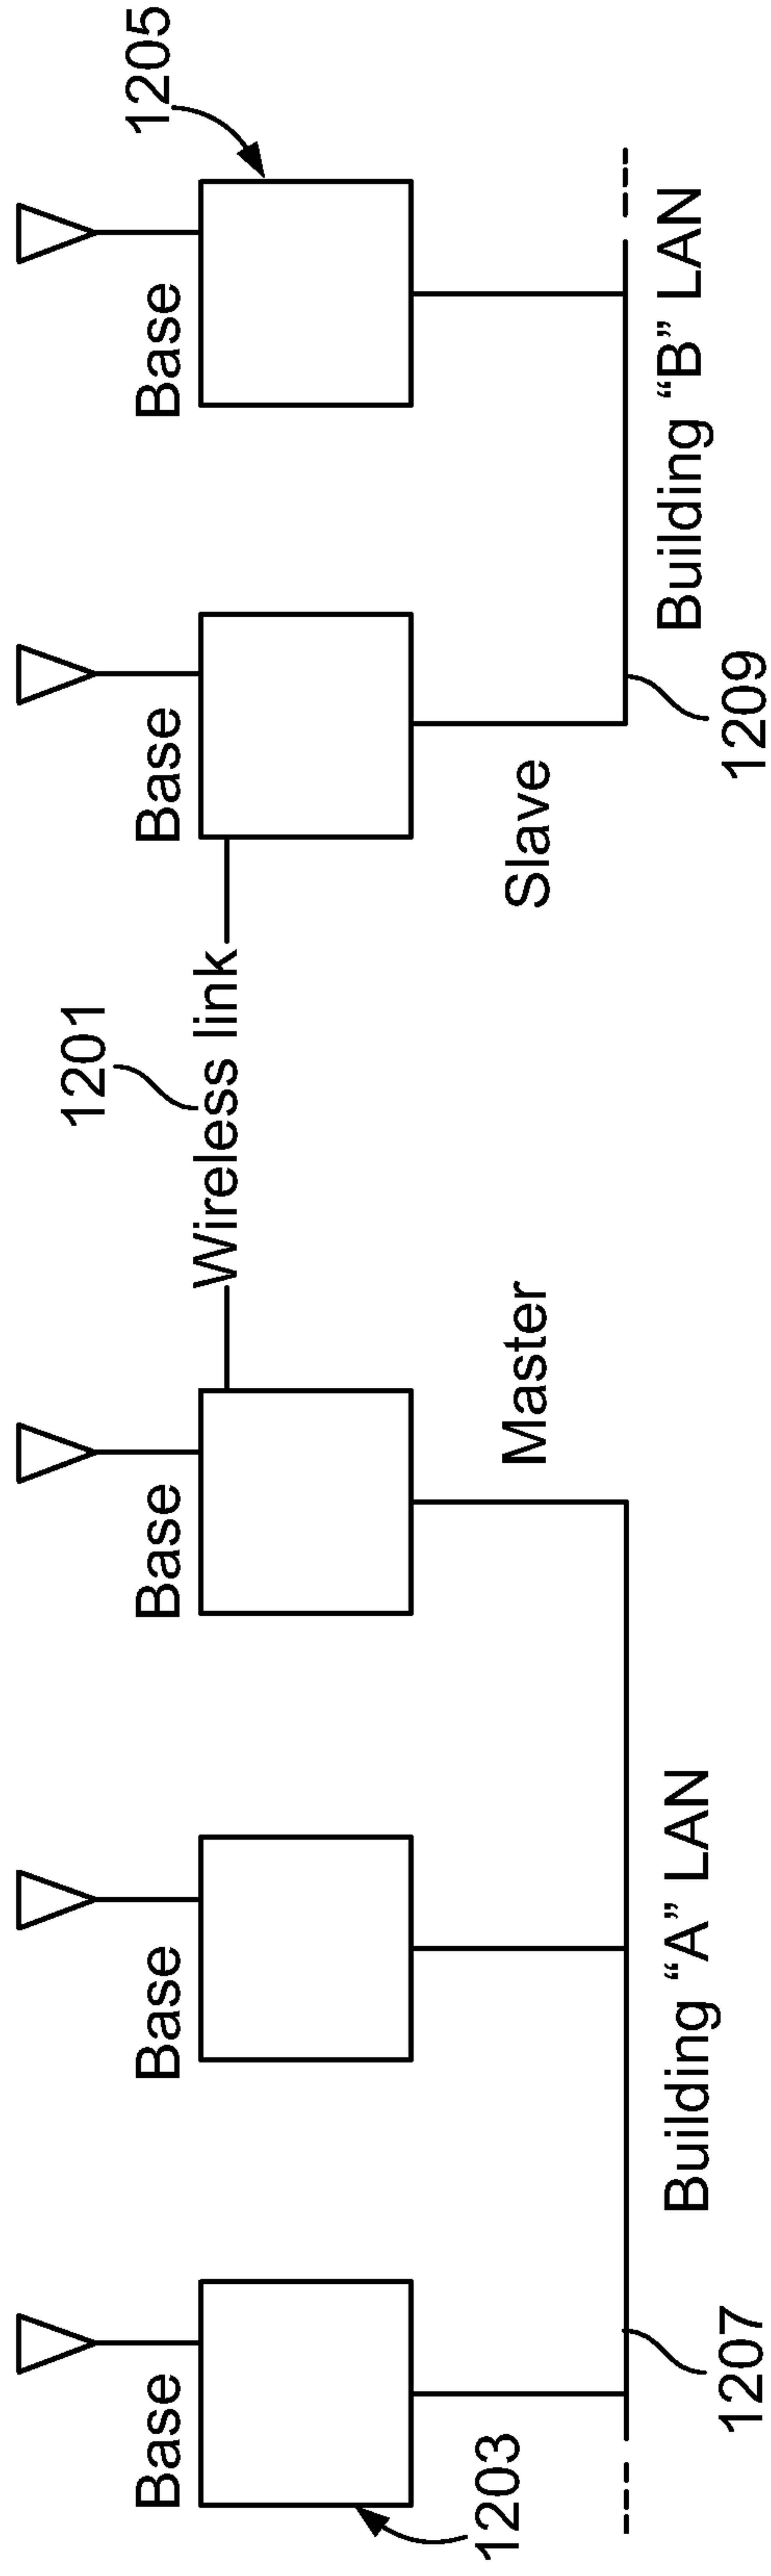 1205
Base
Base
Base
Base
Base
1201
Wireless link
1203
Master
Slave
1207
Building “A” LAN
1209
Building “B” LAN